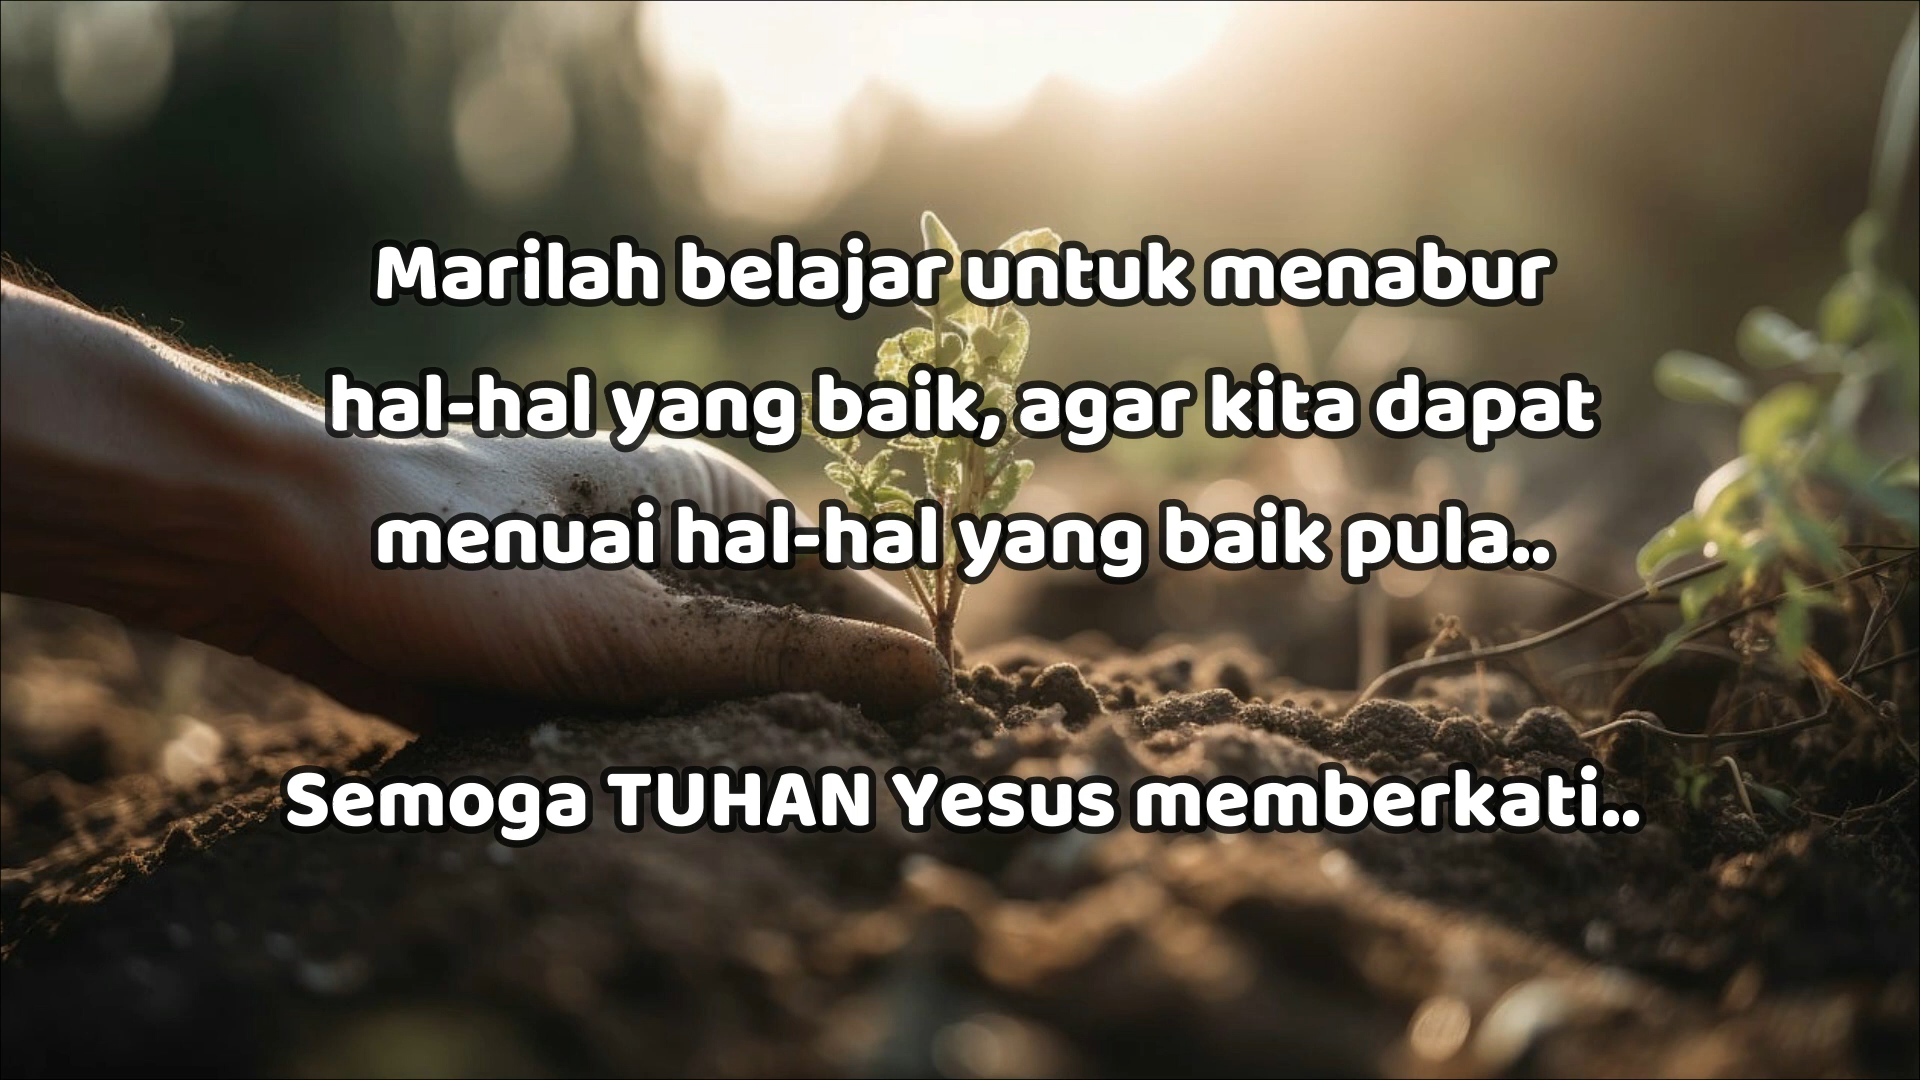 Marilah belajar untuk menabur
hal-hal yang baik, agar kita dapat
menuai hal-hal yang baik pula..
Semoga TUHAN Yesus memberkati..